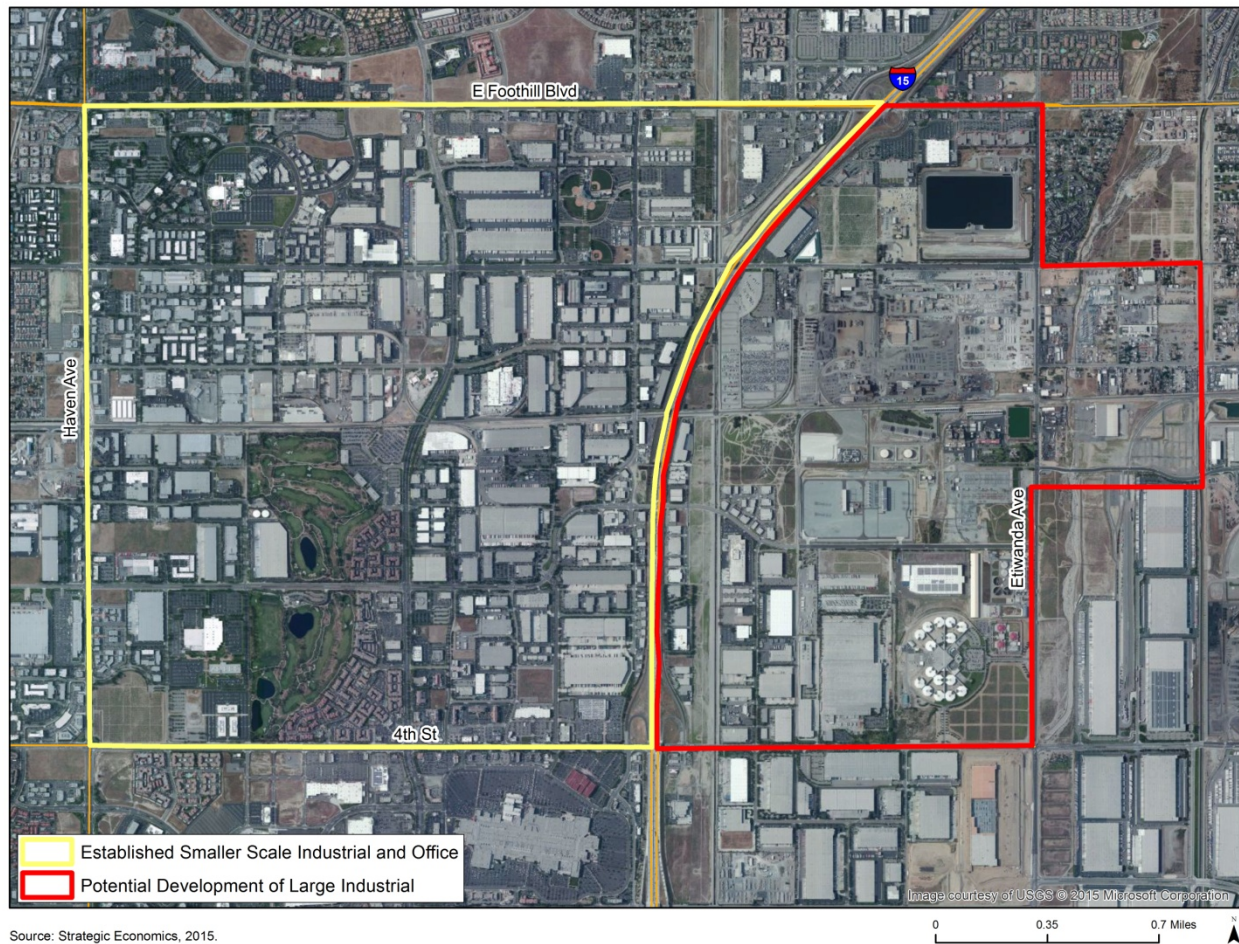 E Foothill Blvd
15
Haven Ave
Etiwanda Ave
4th St
Established Smaller Scale Industrial and Office
Potential Development of Large Industrial
Image courtesy of USGS © 2015 Microsoft Corporation
Source: Strategic Economics, 2015.
0 0.35 0.7 Miles
N